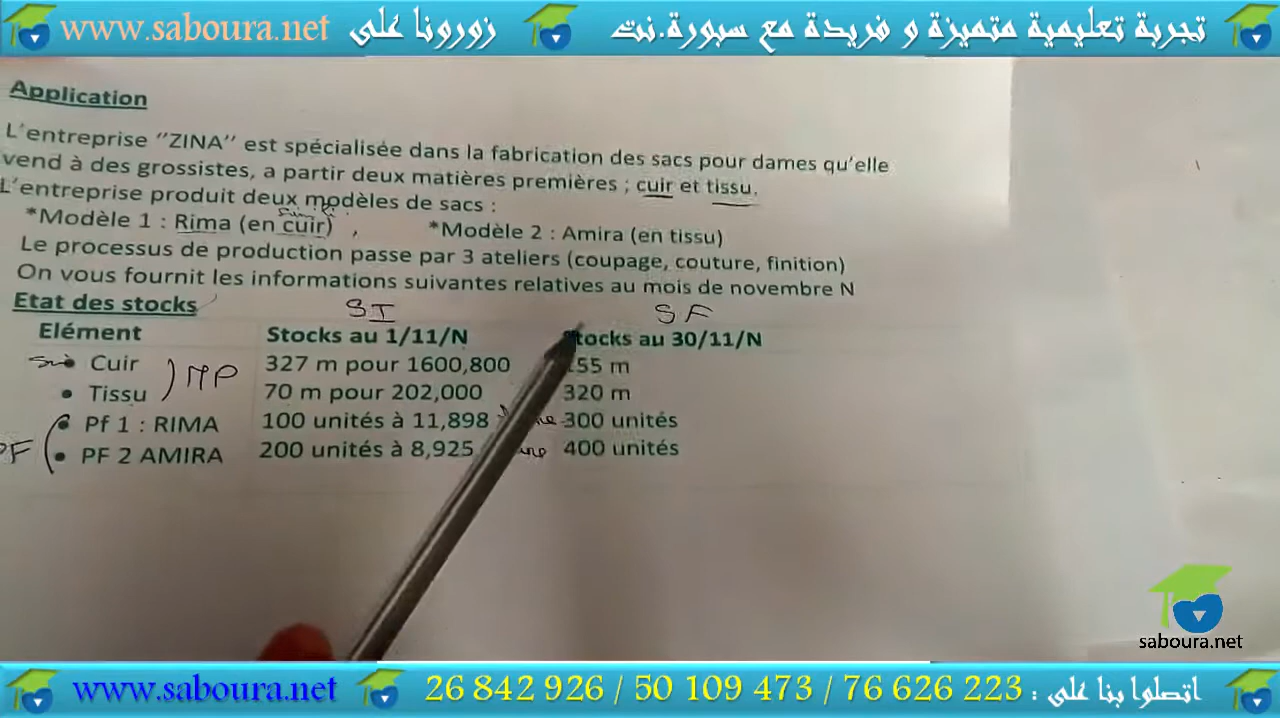 www.saboura.net زورونا على تجربة تعليمية متميزة و فريدة مع سبورة.نت
Application
L'entreprise "ZINA" est spécialisée dans la fabrication des sacs pour dames qu'elle
vend à des grossistes, a partir deux matières premières ; cuir et tissu.
L'entreprise produit deux modèles de sacs :
*Modèle 1 : Rima (en cuir) , *Modèle 2 : Amira (en tissu)
Le processus de production passe par 3 ateliers (coupage, couture, finition)
On vous fournit les informations suivantes relatives au mois de novembre N
Etat des stocks SI SF
Elément Stocks au 1/11/N Stocks au 30/11/N
Cuir 327 m pour 1600,800 55 m
MP
• Tissu 70 m pour 202,000 320 m
• Pf 1 : RIMA 100 unités à 11,898 300 unités
PF • PF 2 AMIRA 200 unités à 8,925 400 unités
saboura.net
www.saboura.net 26 842 926 / 50 109 473 / 76 626 223 : اتصلوا بنا على